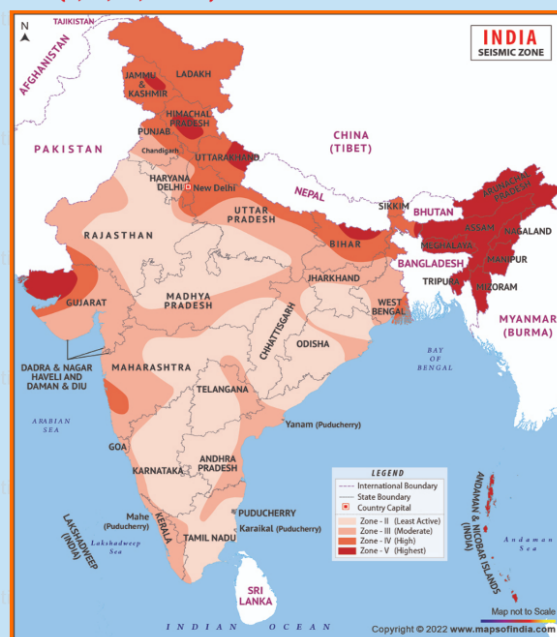 TAJIKISTAN
N
INDIA
SEISMIC ZONE
AFGHANISTAN
LADAKH
JAMMU
&
KASHMIR
HIMACHAL
PRADESH
PUNJAB
Chandigarh
UTTARAKHAND
CHINA
(TIBET)
PAKISTAN
HARYANA
DELHI
New Delhi
NEPAL
SIKKIM
BHUTAN
ARUNACHAL
PRADESH
UTTAR
PRADESH
RAJASTHAN
BIHAR
ASSAM
NAGALAND
MEGHALAYA
MANIPUR
BANGLADESH
TRIPURA
MIZORAM
JHARKHAND
WEST
BENGAL
GUJARAT
MADHYA
PRADESH
CHHATTISGARH
ODISHA
MYANMAR
(BURMA)
DADRA & NAGAR
HAVELI AND
DAMAN & DIU
MAHARASHTRA
BAY
OF
BENGAL
ARABIAN
SEA
TELANGANA
Yanam (Puducherry)
GOA
KARNATAKA
ANDHRA
PRADESH
LEGEND
International Boundary
State Boundary
Country Capital
Zone - II (Least Active)
Zone - III (Moderate)
Zone - IV (High)
Zone - V (Highest)
ANDAMAN & NICOBAR ISLANDS
(INDIA)
Andaman
Sea
LAKSHADWEEP
(INDIA)
Lakshadweep
Sea
Mahe
(Puducherry)
KERALA
PUDUCHERRY
Karaikal (Puducherry)
TAMIL NADU
SRI
LANKA
INDIAN OCEAN
Map not to Scale
Copyright © 2022 www.mapsofindia.com